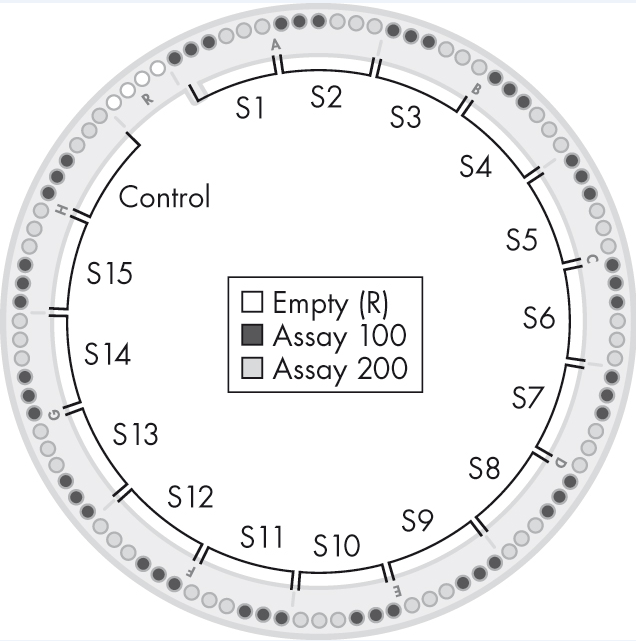 R
A
B
C
D
E
F
G
H
S1
S2
S3
S4
S5
S6
S7
S8
S9
S10
S11
S12
S13
S14
S15
Control
Empty (R)
Assay 100
Assay 200